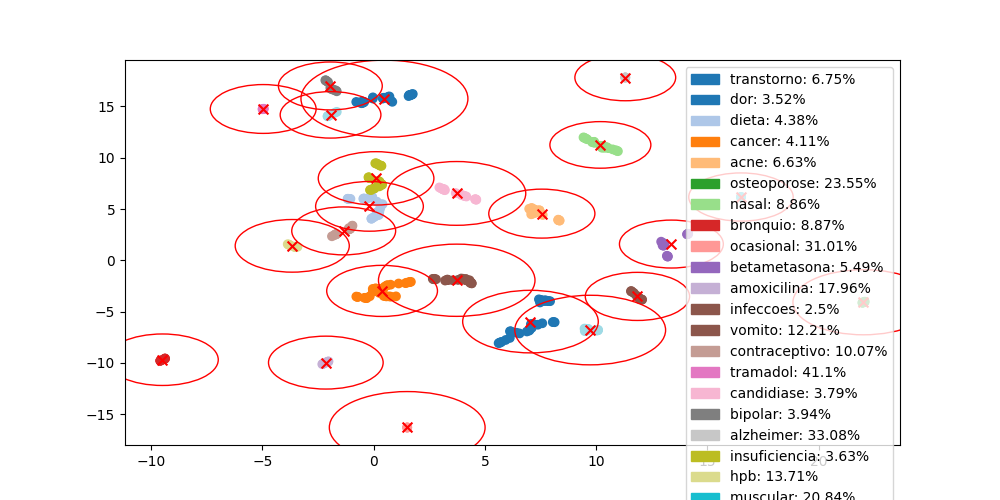 transtorno: 6.75%
dor: 3.52%
dieta: 4.38%
cancer: 4.11%
acne: 6.63%
osteoporose: 23.55%
nasal: 8.86%
bronquio: 8.87%
ocasional: 31.01%
betametasona: 5.49%
amoxicilina: 17.96%
infeccoes: 2.5%
vomito: 12.21%
contraceptivo: 10.07%
tramadol: 41.1%
candidiase: 3.79%
bipolar: 3.94%
alzheimer: 33.08%
insuficiencia: 3.63%
hpb: 13.71%
muscular: 20.84%
15
10
5
0
−5
−10
−15
−10 −5 0 5 10 15 20